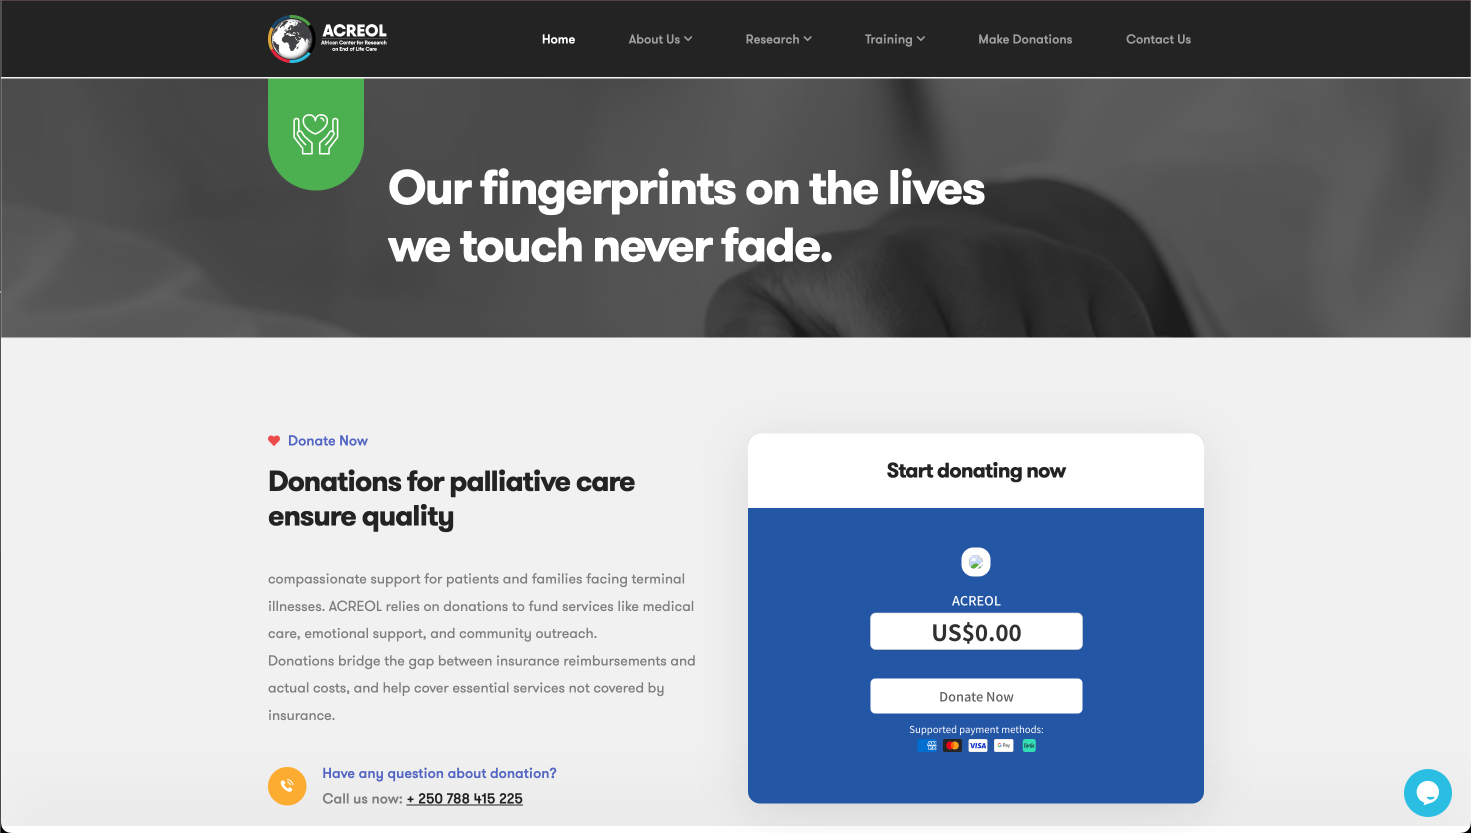 ACREOL
African Center for Research
on End of Life Care
Home
About Us
Research
Training
Make Donations
Contact Us
Our fingerprints on the lives
we touch never fade.
Donate Now
Donations for palliative care
ensure quality
compassionate support for patients and families facing terminal
illnesses. ACREOL relies on donations to fund services like medical
care, emotional support, and community outreach.
Donations bridge the gap between insurance reimbursements and
actual costs, and help cover essential services not covered by
insurance.
Have any question about donation?
Call us now: + 250 788 415 225
Start donating now
ACREOL
US$0.00
Donate Now
Supported payment methods:
VISA
G Pay
link